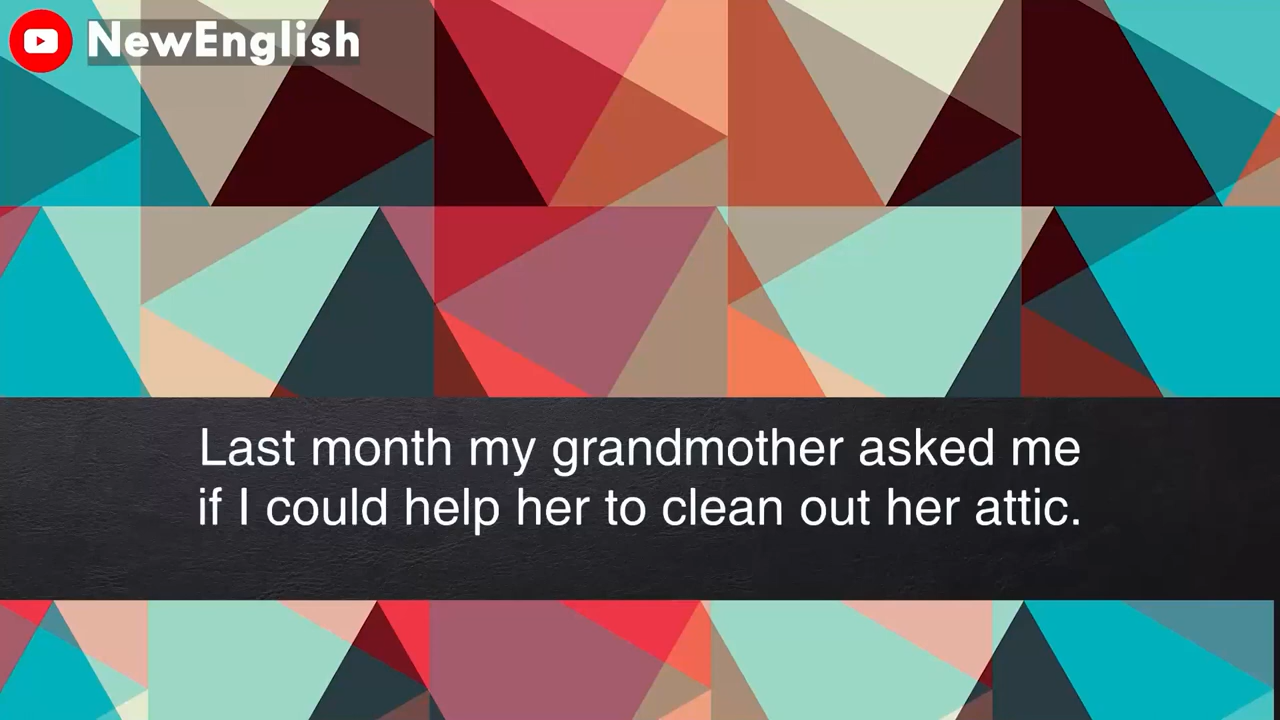 NewEnglish
Last month my grandmother asked me
if I could help her to clean out her attic.